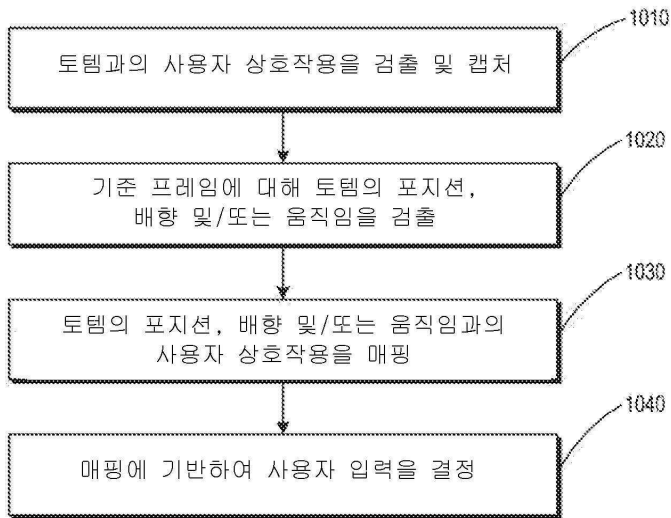 1010
토템과의 사용자 상호작용을 검출 및 캡처
1020
기준 프레임에 대해 토템의 포지션,
배향 및/또는 움직임을 검출
1030
토템의 포지션, 배향 및/또는 움직임과의
사용자 상호작용을 매핑
1040
매핑에 기반하여 사용자 입력을 결정